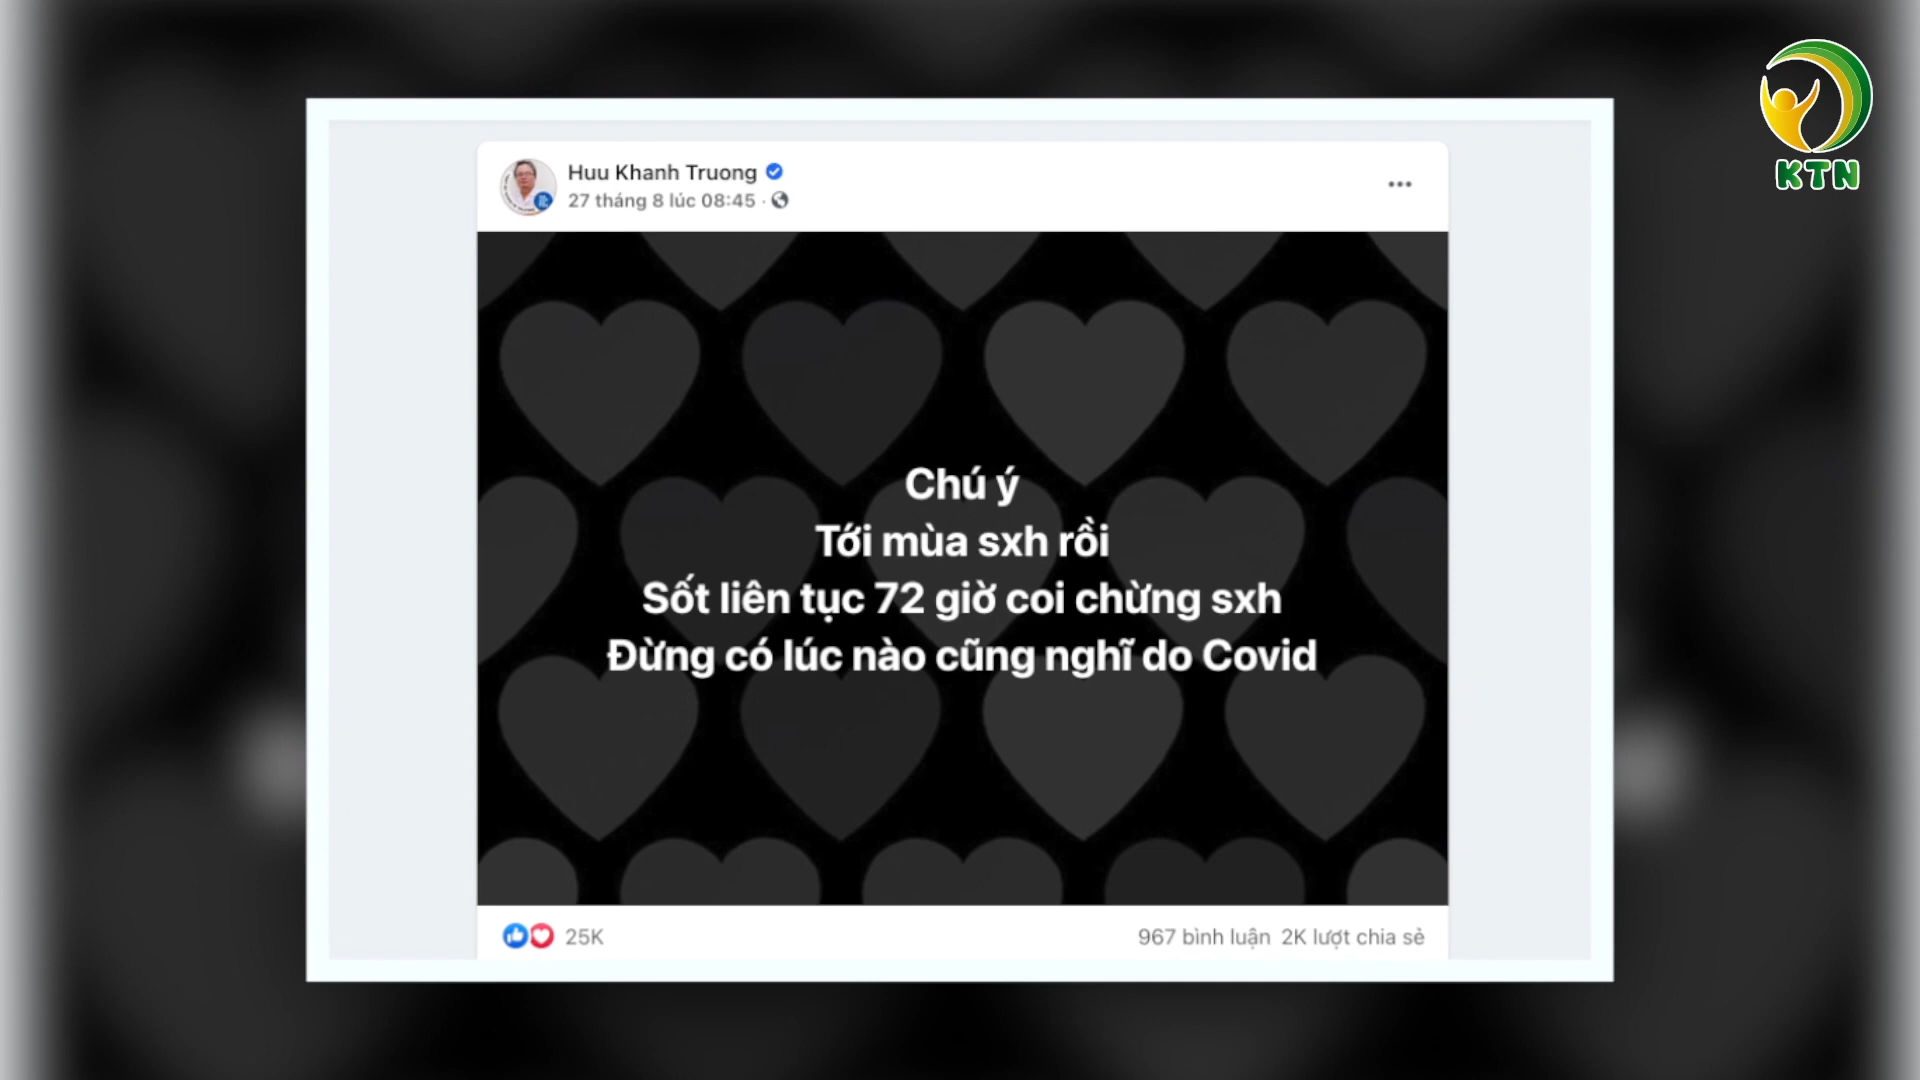 KTN
Huu Khanh Truong
27 tháng 8 lúc 08:45 ·
Chú ý
Tới mùa sxh rồi
Sốt liên tục 72 giờ coi chừng sxh
Đừng có lúc nào cũng nghĩ do Covid
25K
967 bình luận 2K lượt chia sẻ